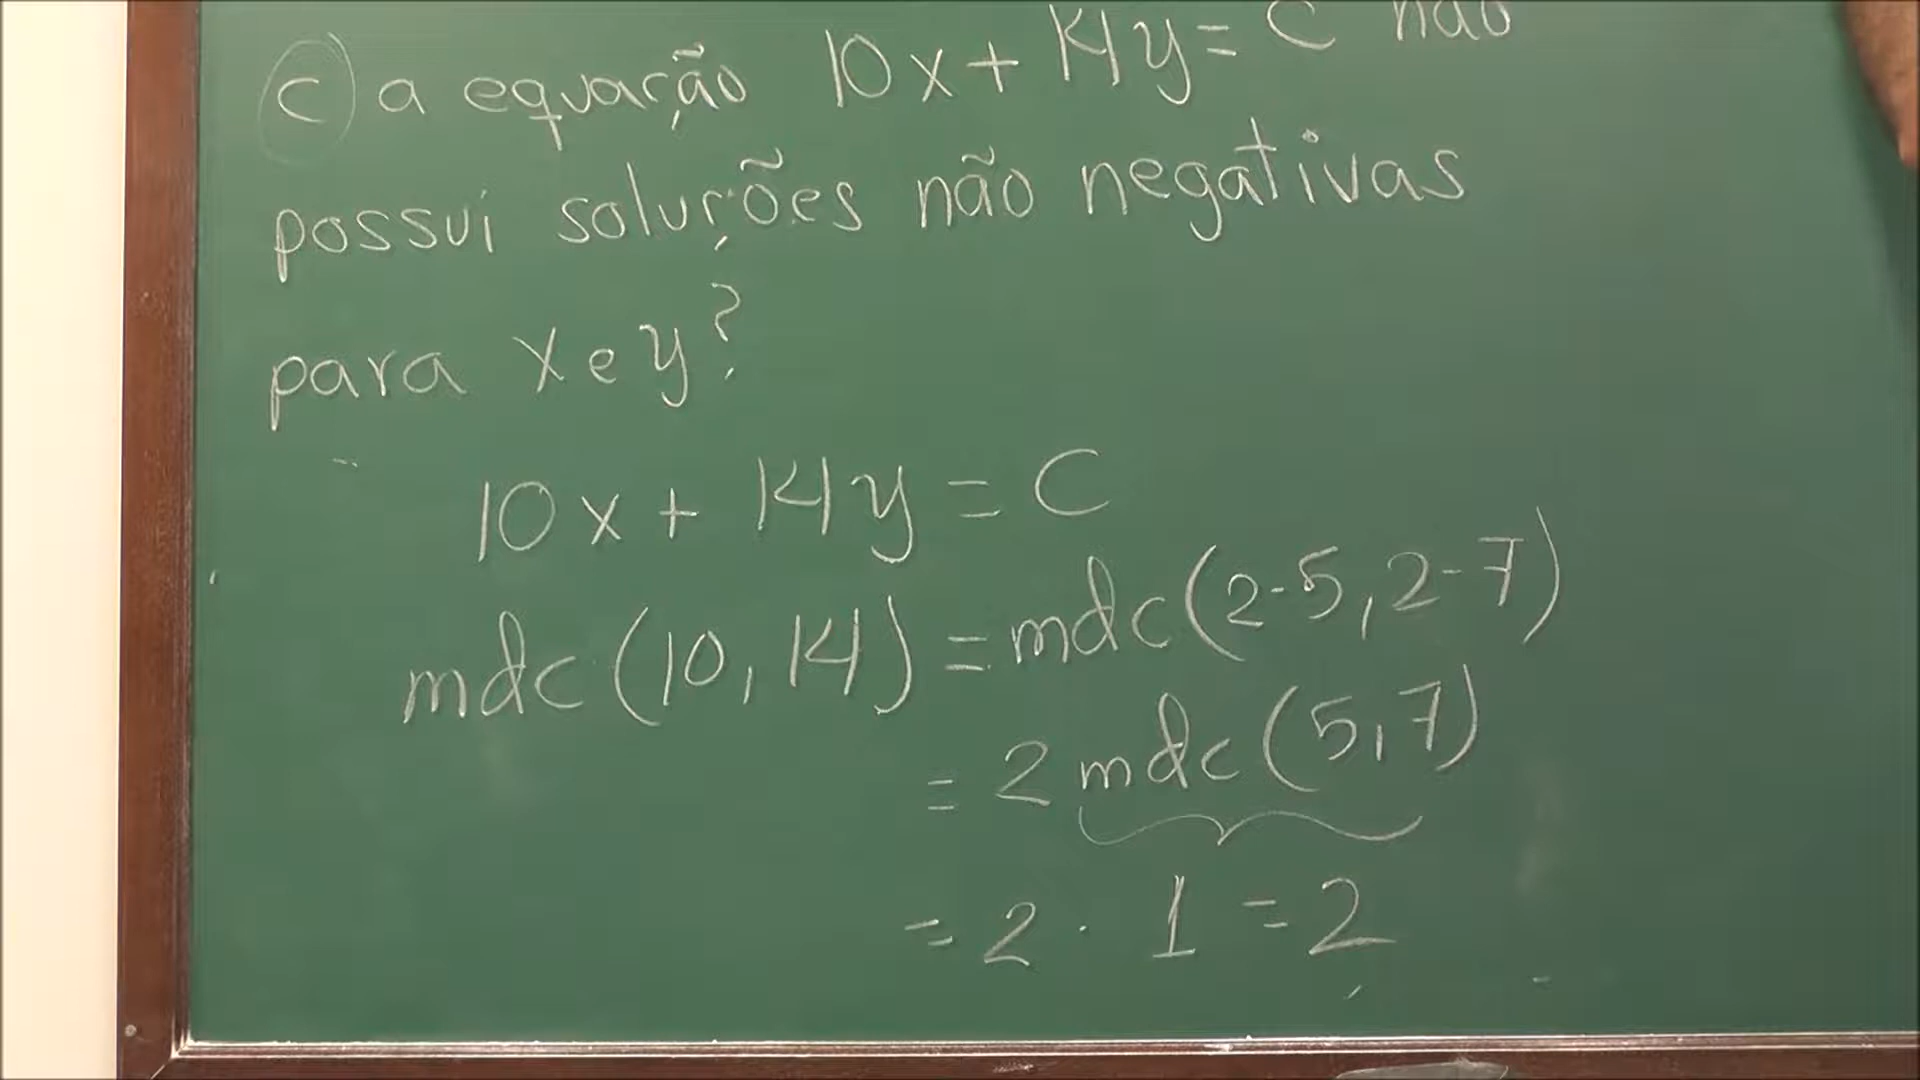 c) a equação 10x + 14y = C não
possui soluções não negativas
para x e y?
10x + 14y = C
mdc(10, 14) = mdc(2·5, 2·7)
= 2 mdc(5, 7)
= 2 · 1 = 2